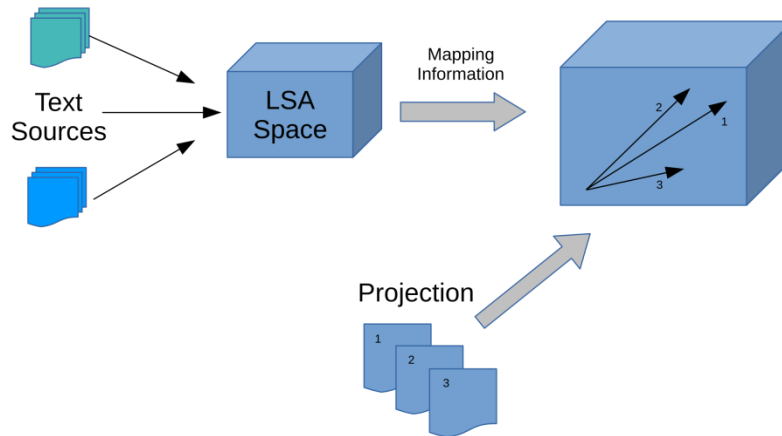 Text
Sources
LSA
Space
Mapping
Information
2
1
3
Projection
1
2
3